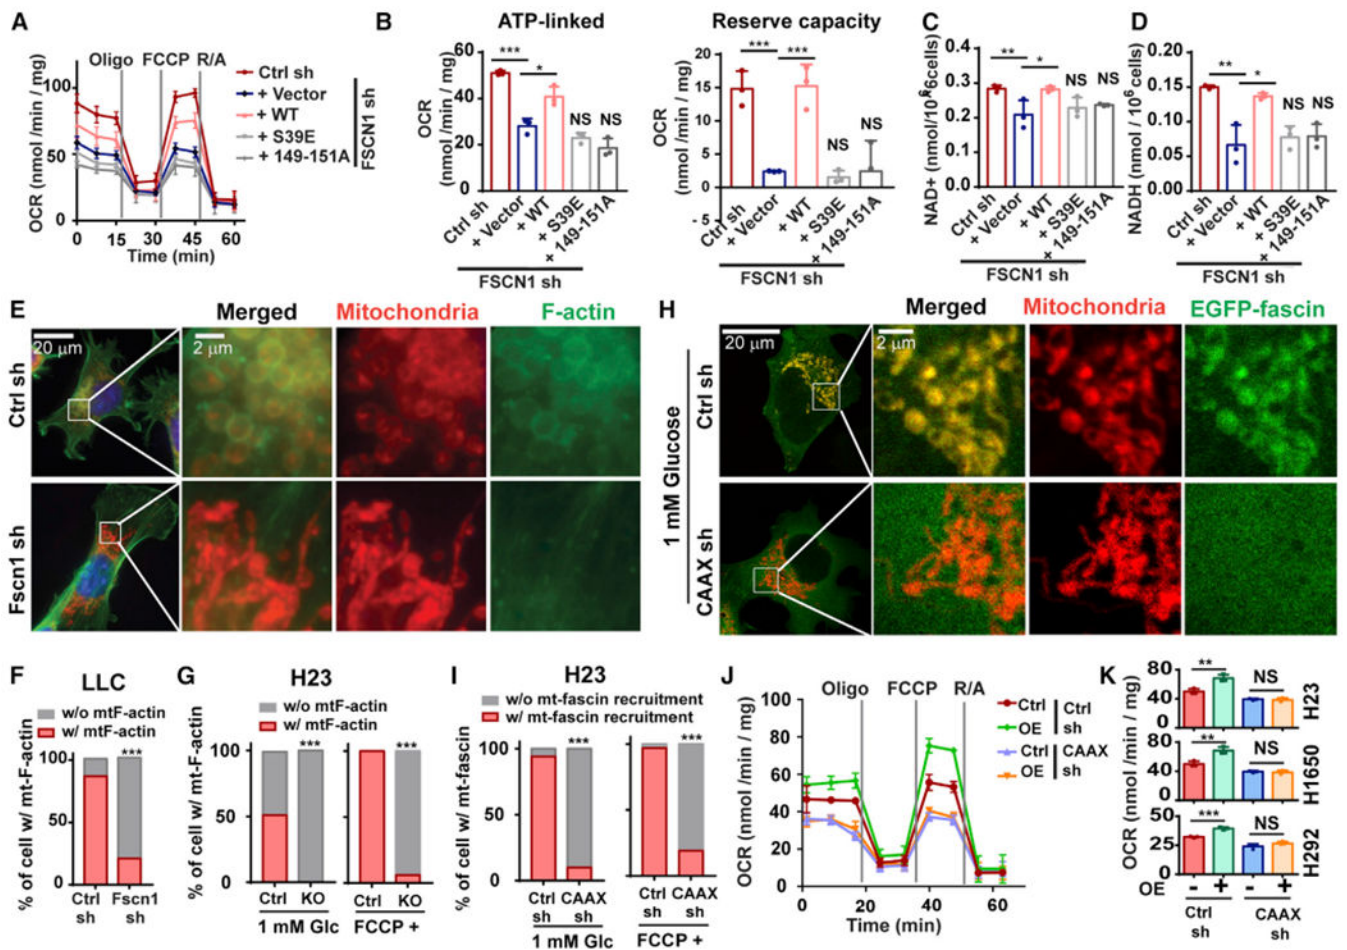 A
Oligo FCCP R/A
OCR (nmol /min / mg)
100
50
0
0 15 30 45 60
Time (min)
Ctrl sh
+ Vector
+ WT
+ S39E
+ 149-151A
FSCN1 sh
B
ATP-linked
OCR
(nmol /min / mg)
60
40
20
0
***
*
NS NS
Ctrl sh
+ Vector
+ WT
+ S39E
+ 149-151A
FSCN1 sh
Reserve capacity
OCR
(nmol /min / mg)
20
15
10
5
0
- 5
*** ***
NS
NS
Ctrl sh
+ Vector
+ WT
+ S39E
+ 149-151A
FSCN1 sh
C
NAD+ (nmol/10^6cells)
0.4
0.3
0.2
0.1
0.0
**
*
NS NS
Ctrl sh
+ Vector
+ WT
+ S39E
+ 149-151A
FSCN1 sh
D
NADH (nmol / 10^6 cells)
0.20
0.15
0.10
0.05
0.00
**
*
NS NS
Ctrl sh
+ Vector
+ WT
+ S39E
+ 149-151A
FSCN1 sh
E
Merged Mitochondria F-actin
20 μm
2 μm
Ctrl sh
Fscn1 sh
H
Merged Mitochondria EGFP-fascin
20 μm
2 μm
1 mM Glucose
Ctrl sh
CAAX sh
F
LLC
w/o mtF-actin
w/ mtF-actin
% of cell w/ mt-F-actin
100
50
0
***
Ctrl sh
Fscn1 sh
G
H23
w/o mtF-actin
w/ mtF-actin
% of cell w/ mt-F-actin
100
50
0
***
***
Ctrl KO
Ctrl KO
1 mM Glc
FCCP +
I
H23
w/o mt-fascin recruitment
w/ mt-fascin recruitment
% of cell w/ mt-fascin
100
50
0
***
***
Ctrl sh
CAAX sh
Ctrl sh
CAAX sh
1 mM Glc
FCCP +
J
Oligo FCCP R/A
OCR (nmol /min / mg)
100
80
60
40
20
0
0 20 40 60
Time (min)
Ctrl
OE
Ctrl sh
Ctrl
OE
CAAX sh
K
OCR (nmol /min / mg)
80
40
0
**
NS
H23
80
40
0
**
NS
H1650
50
25
0
***
NS
H292
OE - + - +
Ctrl sh
CAAX sh